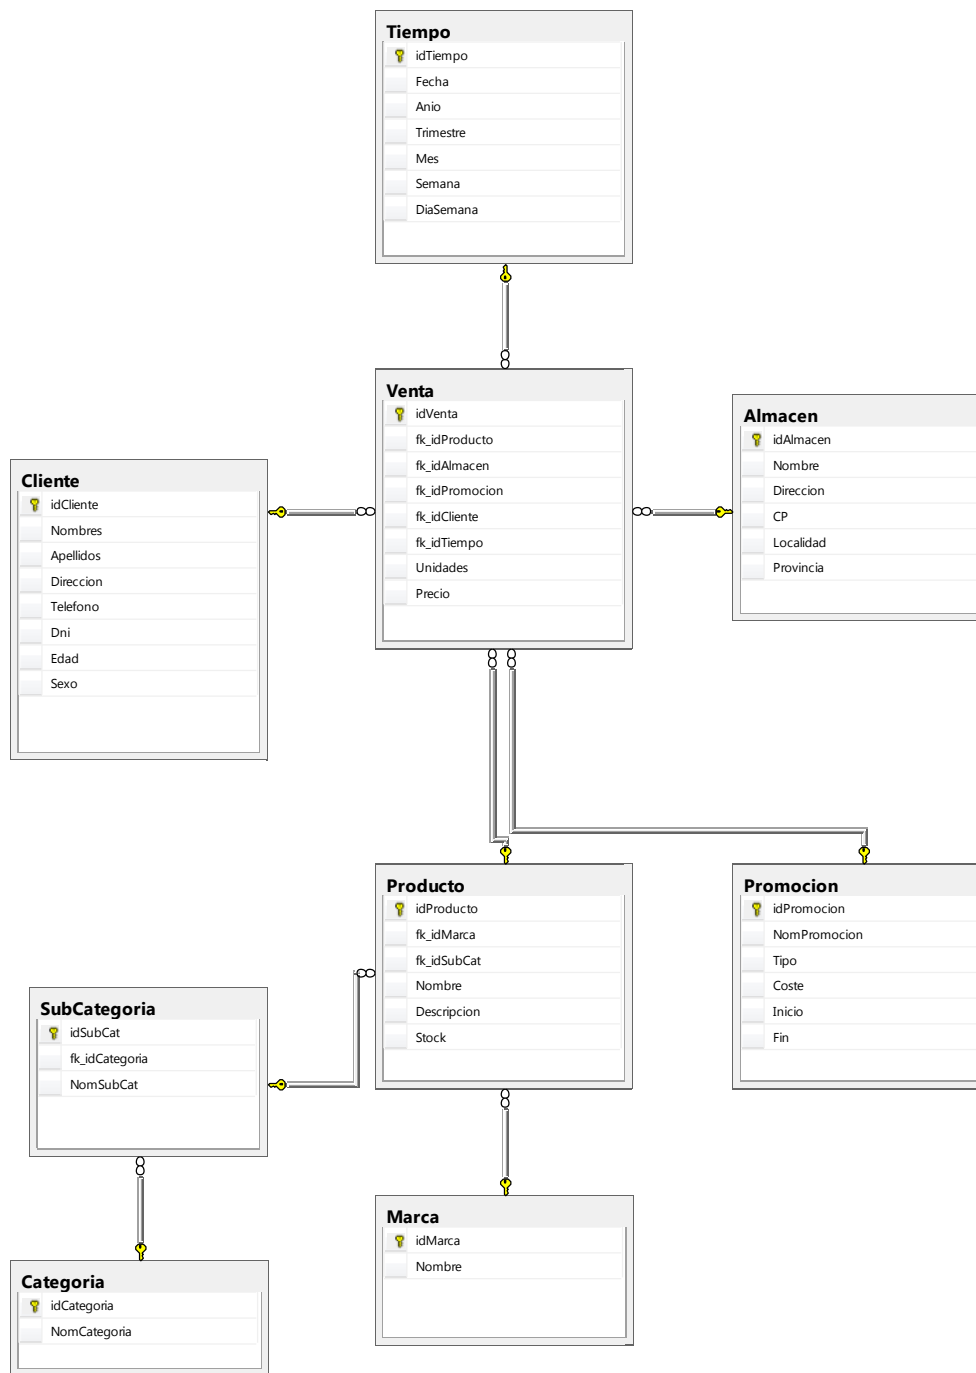 Tiempo
idTiempo
Fecha
Anio
Trimestre
Mes
Semana
DiaSemana
Venta
idVenta
fk_idProducto
fk_idAlmacen
fk_idPromocion
fk_idCliente
fk_idTiempo
Unidades
Precio
Almacen
idAlmacen
Nombre
Direccion
CP
Localidad
Provincia
Cliente
idCliente
Nombres
Apellidos
Direccion
Telefono
Dni
Edad
Sexo
Producto
idProducto
fk_idMarca
fk_idSubCat
Nombre
Descripcion
Stock
Promocion
idPromocion
NomPromocion
Tipo
Coste
Inicio
Fin
SubCategoria
idSubCat
fk_idCategoria
NomSubCat
Marca
idMarca
Nombre
Categoria
idCategoria
NomCategoria